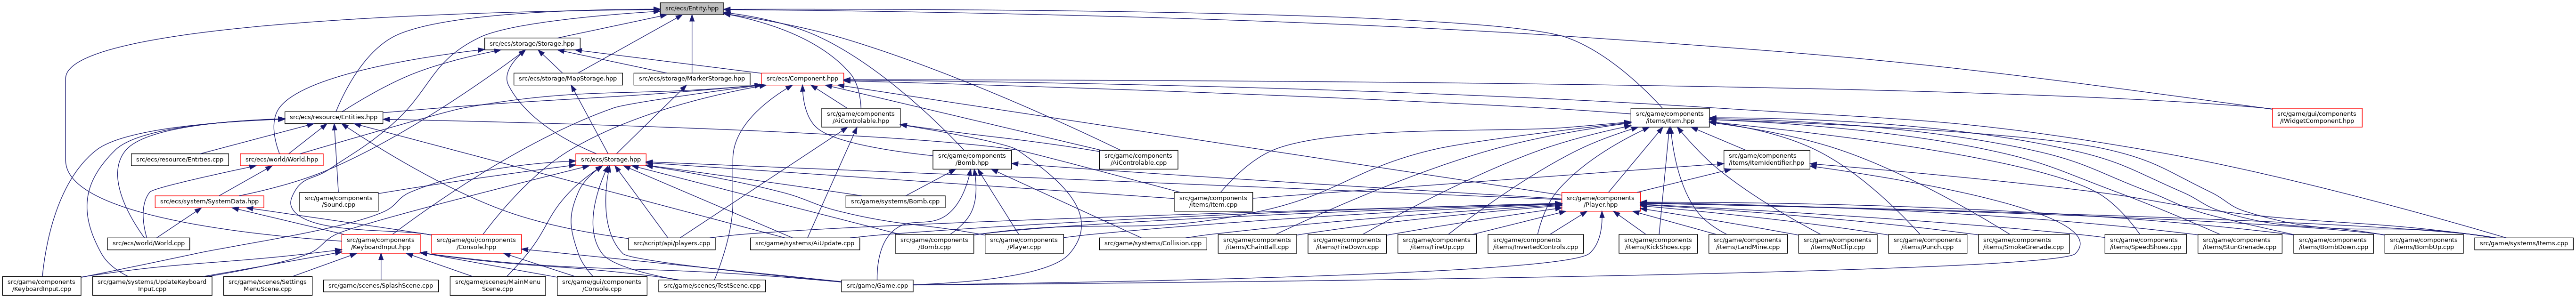 src/ecs/Entity.hpp
src/ecs/storage/Storage.hpp
src/ecs/storage/MapStorage.hpp
src/ecs/storage/MarkerStorage.hpp
src/ecs/Component.hpp
src/ecs/resource/Entities.hpp
src/game/components
/AiControlable.hpp
src/game/components
/items/Item.hpp
src/game/gui/components
/IWidgetComponent.hpp
src/ecs/resource/Entities.cpp
src/ecs/world/World.hpp
src/ecs/Storage.hpp
src/game/components
/Bomb.hpp
src/game/components
/AiControlable.cpp
src/game/components
/items/ItemIdentifier.hpp
src/ecs/system/SystemData.hpp
src/game/components
/Sound.cpp
src/game/systems/Bomb.cpp
src/game/components
/items/Item.cpp
src/game/components
/Player.hpp
src/ecs/world/World.cpp
src/game/components
/KeyboardInput.hpp
src/game/gui/components
/Console.hpp
src/script/api/players.cpp
src/game/systems/AiUpdate.cpp
src/game/components
/Bomb.cpp
src/game/components
/Player.cpp
src/game/systems/Collision.cpp
src/game/components
/items/ChainBall.cpp
src/game/components
/items/FireDown.cpp
src/game/components
/items/FireUp.cpp
src/game/components
/items/InvertedControls.cpp
src/game/components
/items/KickShoes.cpp
src/game/components
/items/LandMine.cpp
src/game/components
/items/NoClip.cpp
src/game/components
/items/Punch.cpp
src/game/components
/items/SmokeGrenade.cpp
src/game/components
/items/SpeedShoes.cpp
src/game/components
/items/StunGrenade.cpp
src/game/components
/items/BombDown.cpp
src/game/components
/items/BombUp.cpp
src/game/systems/Items.cpp
src/game/components
/KeyboardInput.cpp
src/game/systems/UpdateKeyboard
Input.cpp
src/game/scenes/Settings
MenuScene.cpp
src/game/scenes/SplashScene.cpp
src/game/scenes/MainMenu
Scene.cpp
src/game/gui/components
/Console.cpp
src/game/scenes/TestScene.cpp
src/game/Game.cpp